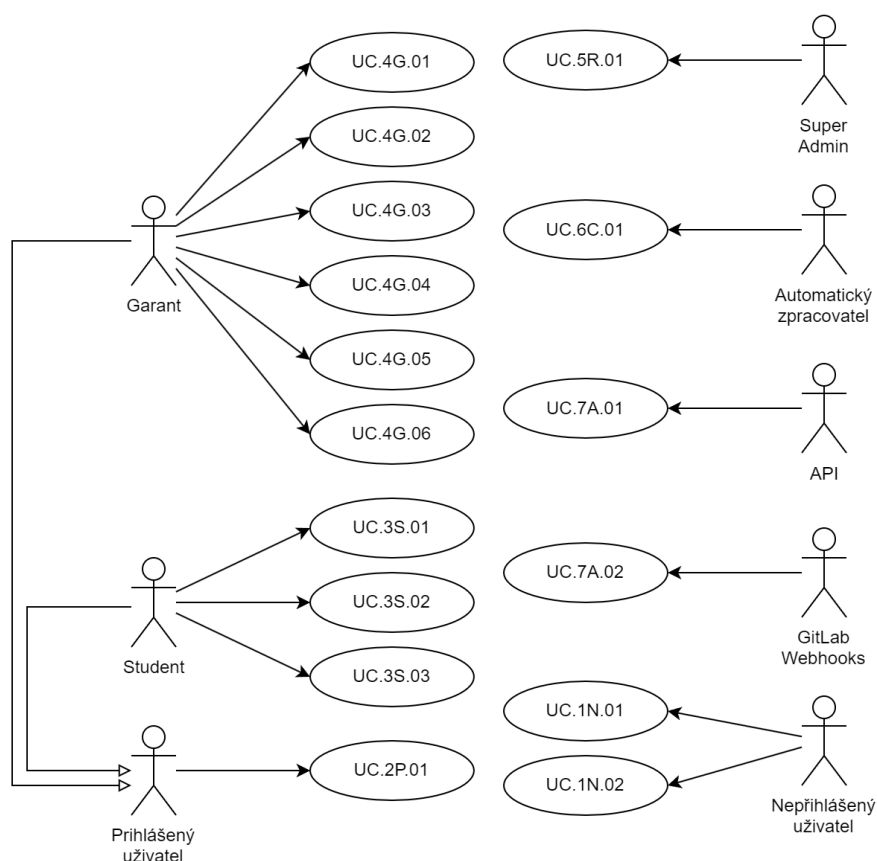 UC.4G.01
UC.5R.01
Super
Admin
UC.4G.02
UC.4G.03
UC.6C.01
Garant
UC.4G.04
Automatický
zpracovatel
UC.4G.05
UC.7A.01
UC.4G.06
API
UC.3S.01
UC.7A.02
UC.3S.02
GitLab
Webhooks
Student
UC.3S.03
UC.1N.01
UC.2P.01
UC.1N.02
Prihlášený
uživatel
Nepřihlášený
uživatel